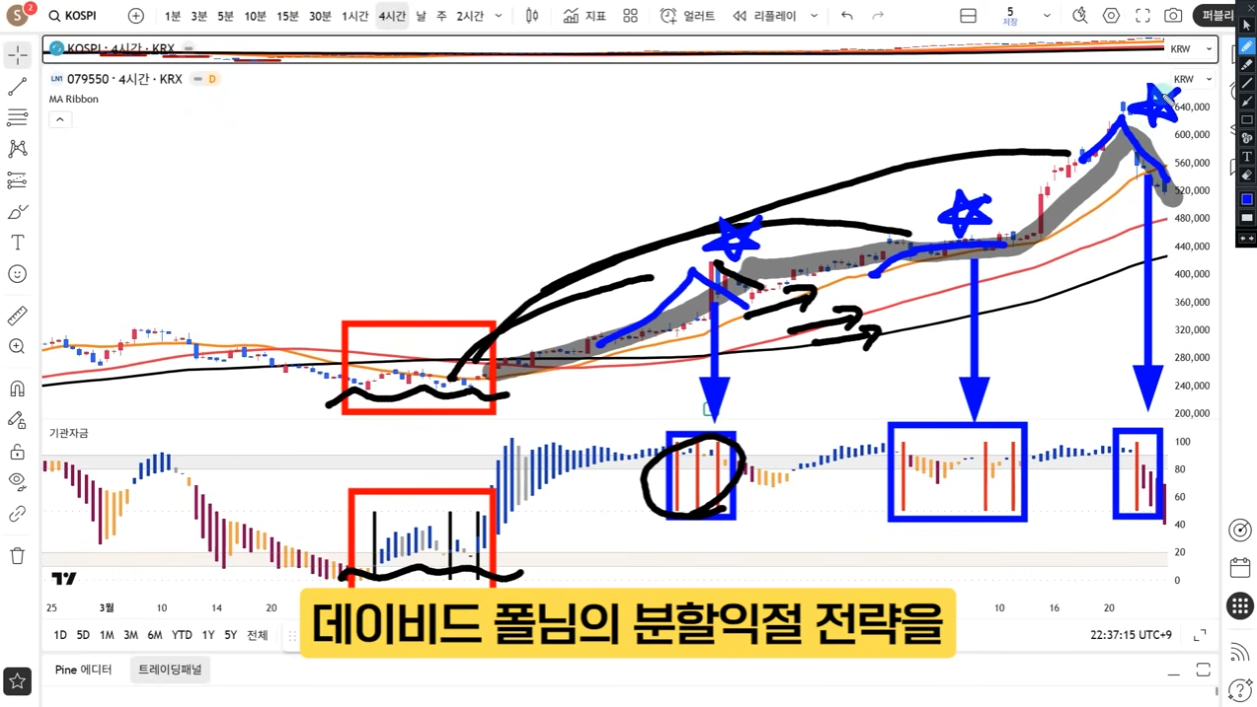 S 2 KOSPI 1분 3분 5분 10분 15분 30분 1시간 4시간 날 주 2시간 지표 얼러트 리플레이 5 저장 퍼블리
KOSPI · 4시간 · KRX KRW
LN1 079550 · 4시간 · KRX D KRW
MA Ribbon
640,000
600,000
560,000
520,000
480,000
440,000
400,000
360,000
320,000
280,000
240,000
200,000
기관자금
100
80
60
40
20
0
25 3월 10 14 20 10 16 20
데이비드 폴님의 분할익절 전략을
1D 5D 1M 3M 6M YTD 1Y 5Y 전체 22:37:15 UTC+9
Pine 에디터 트레이딩패널